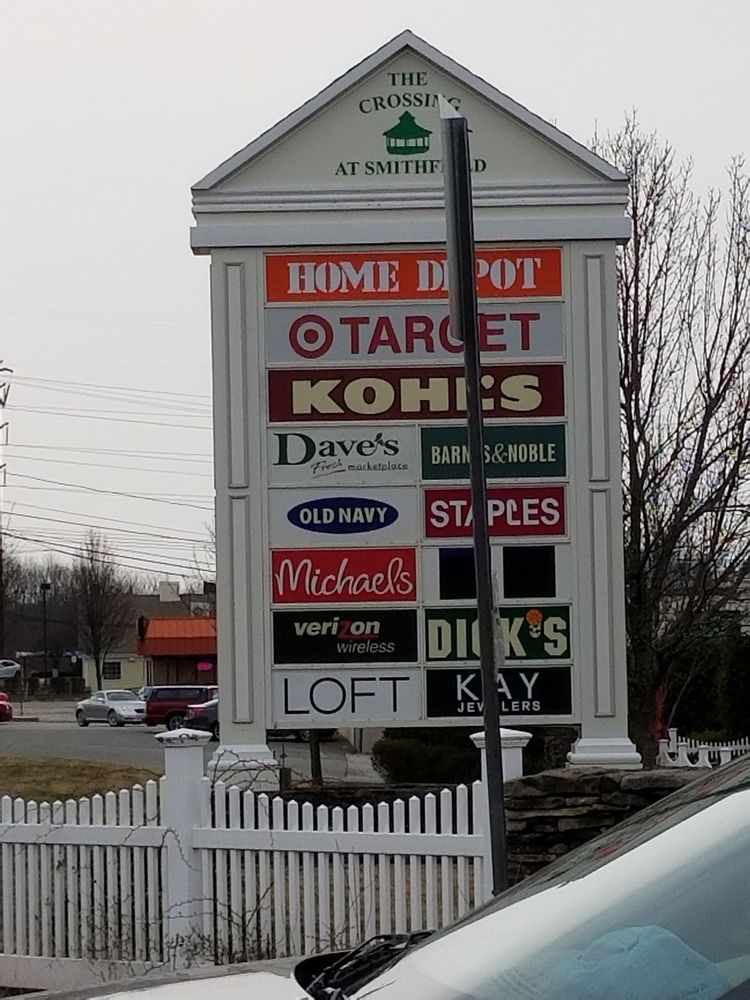 THE
CROSSING
AT SMITHFIELD
HOME DEPOT
TARGET
KOHL'S
Dave's
Fresh marketplace
BARNES & NOBLE
OLD NAVY
STAPLES
Michaels
verizon
wireless
DICK'S
LOFT
KAY
JEWELERS